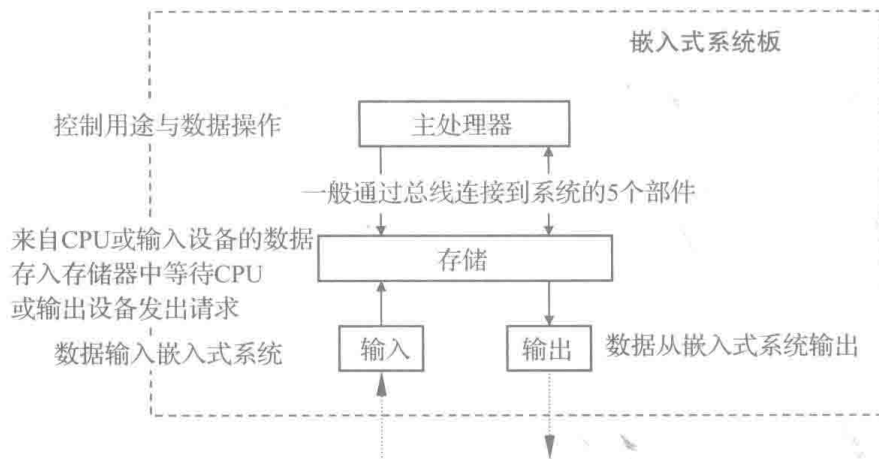 嵌入式系统板
控制用途与数据操作
主处理器
一般通过总线连接到系统的5个部件
来自CPU或输入设备的数据
存入存储器中等待CPU
或输出设备发出请求
存储
数据输入嵌入式系统
输入
输出
数据从嵌入式系统输出